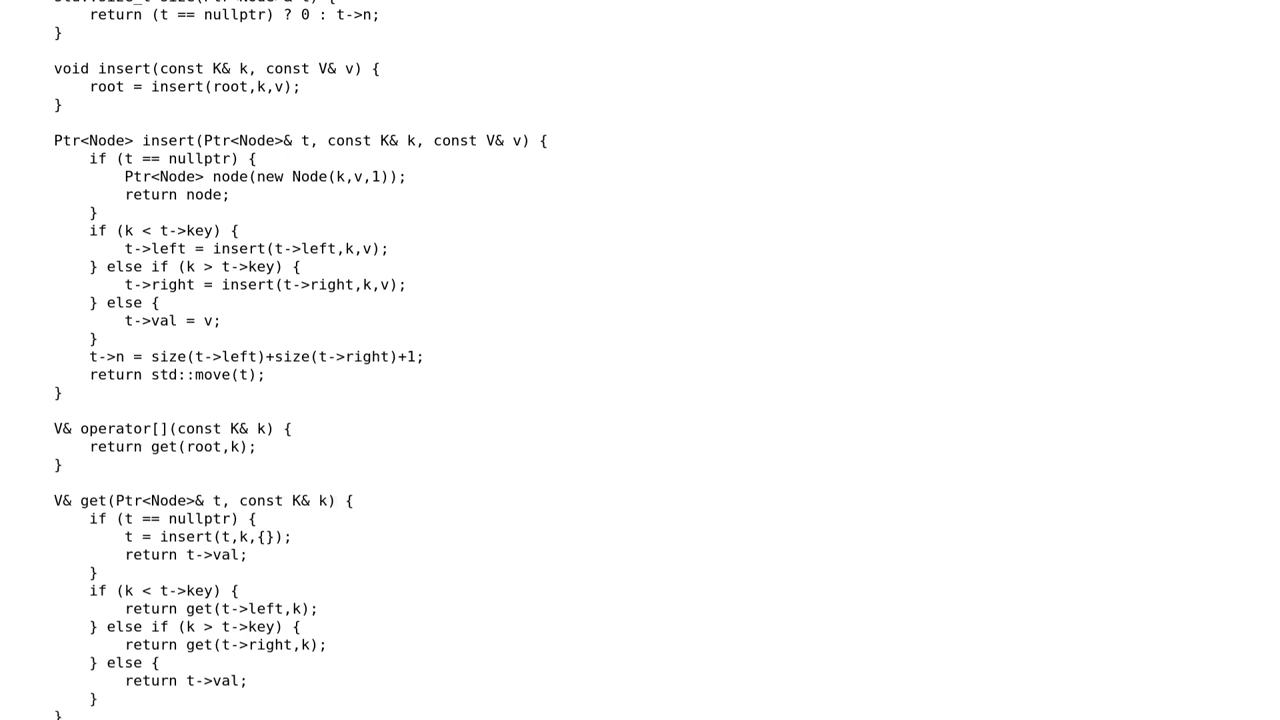 return (t == nullptr) ? 0 : t->n;
}

void insert(const K& k, const V& v) {
    root = insert(root,k,v);
}

Ptr<Node> insert(Ptr<Node>& t, const K& k, const V& v) {
    if (t == nullptr) {
        Ptr<Node> node(new Node(k,v,1));
        return node;
    }
    if (k < t->key) {
        t->left = insert(t->left,k,v);
    } else if (k > t->key) {
        t->right = insert(t->right,k,v);
    } else {
        t->val = v;
    }
    t->n = size(t->left)+size(t->right)+1;
    return std::move(t);
}

V& operator[](const K& k) {
    return get(root,k);
}

V& get(Ptr<Node>& t, const K& k) {
    if (t == nullptr) {
        t = insert(t,k,{});
        return t->val;
    }
    if (k < t->key) {
        return get(t->left,k);
    } else if (k > t->key) {
        return get(t->right,k);
    } else {
        return t->val;
    }
}